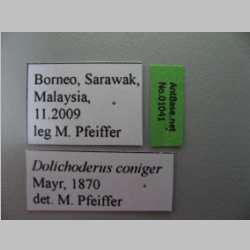 Borneo, Sarawak,
Malaysia,
11.2009
leg M. Pfeiffer
AntBase.net
No.01041
Dolichoderus coniger
Mayr, 1870
det. M. Pfeiffer